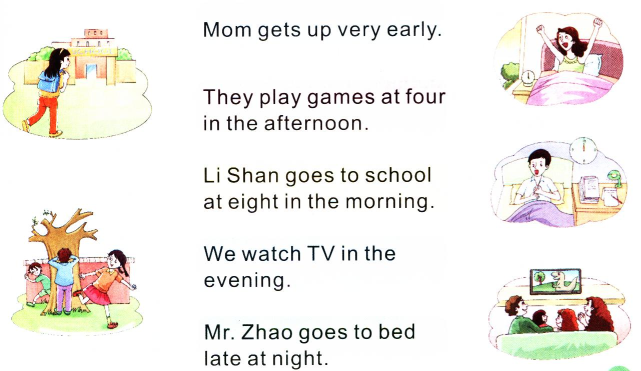 Mom gets up very early.
They play games at four
in the afternoon.
Li Shan goes to school
at eight in the morning.
We watch TV in the
evening.
Mr. Zhao goes to bed
late at night.